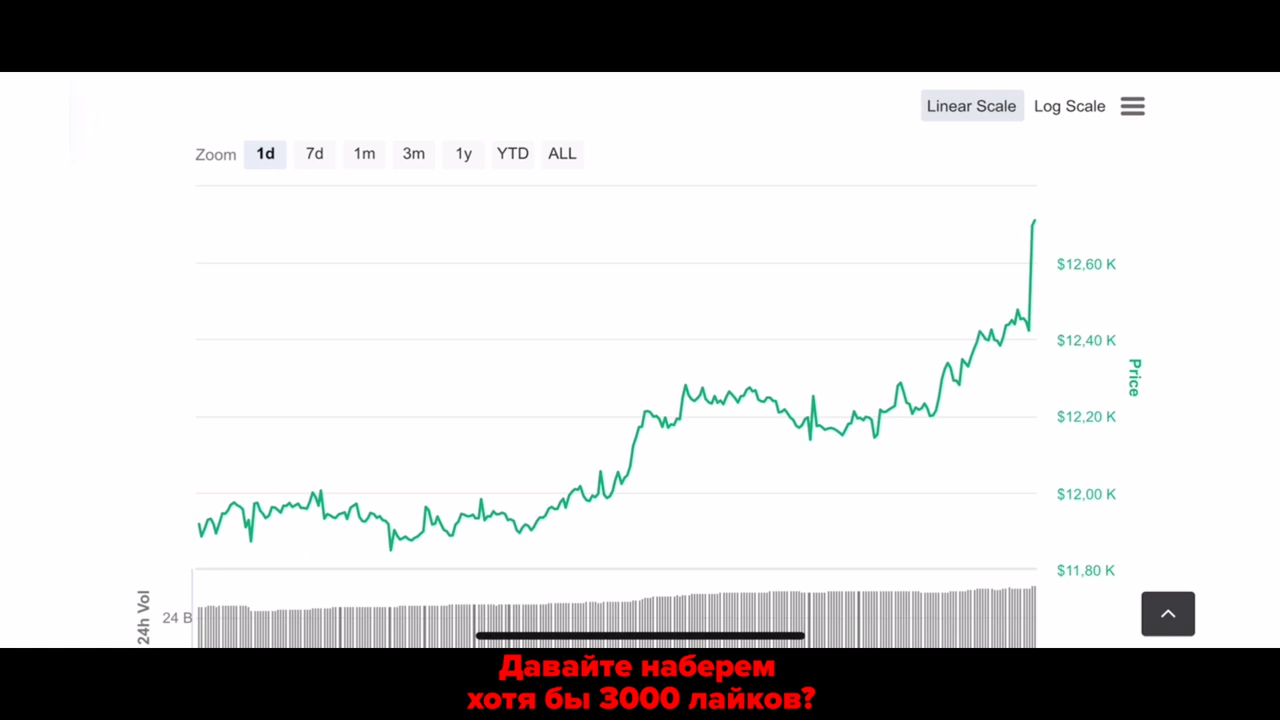 Linear Scale Log Scale
Zoom 1d 7d 1m 3m 1y YTD ALL
$12,60 K
$12,40 K
Price
$12,20 K
$12,00 K
$11,80 K
24h Vol
24 B
Давайте наберем
хотя бы 3000 лайков?